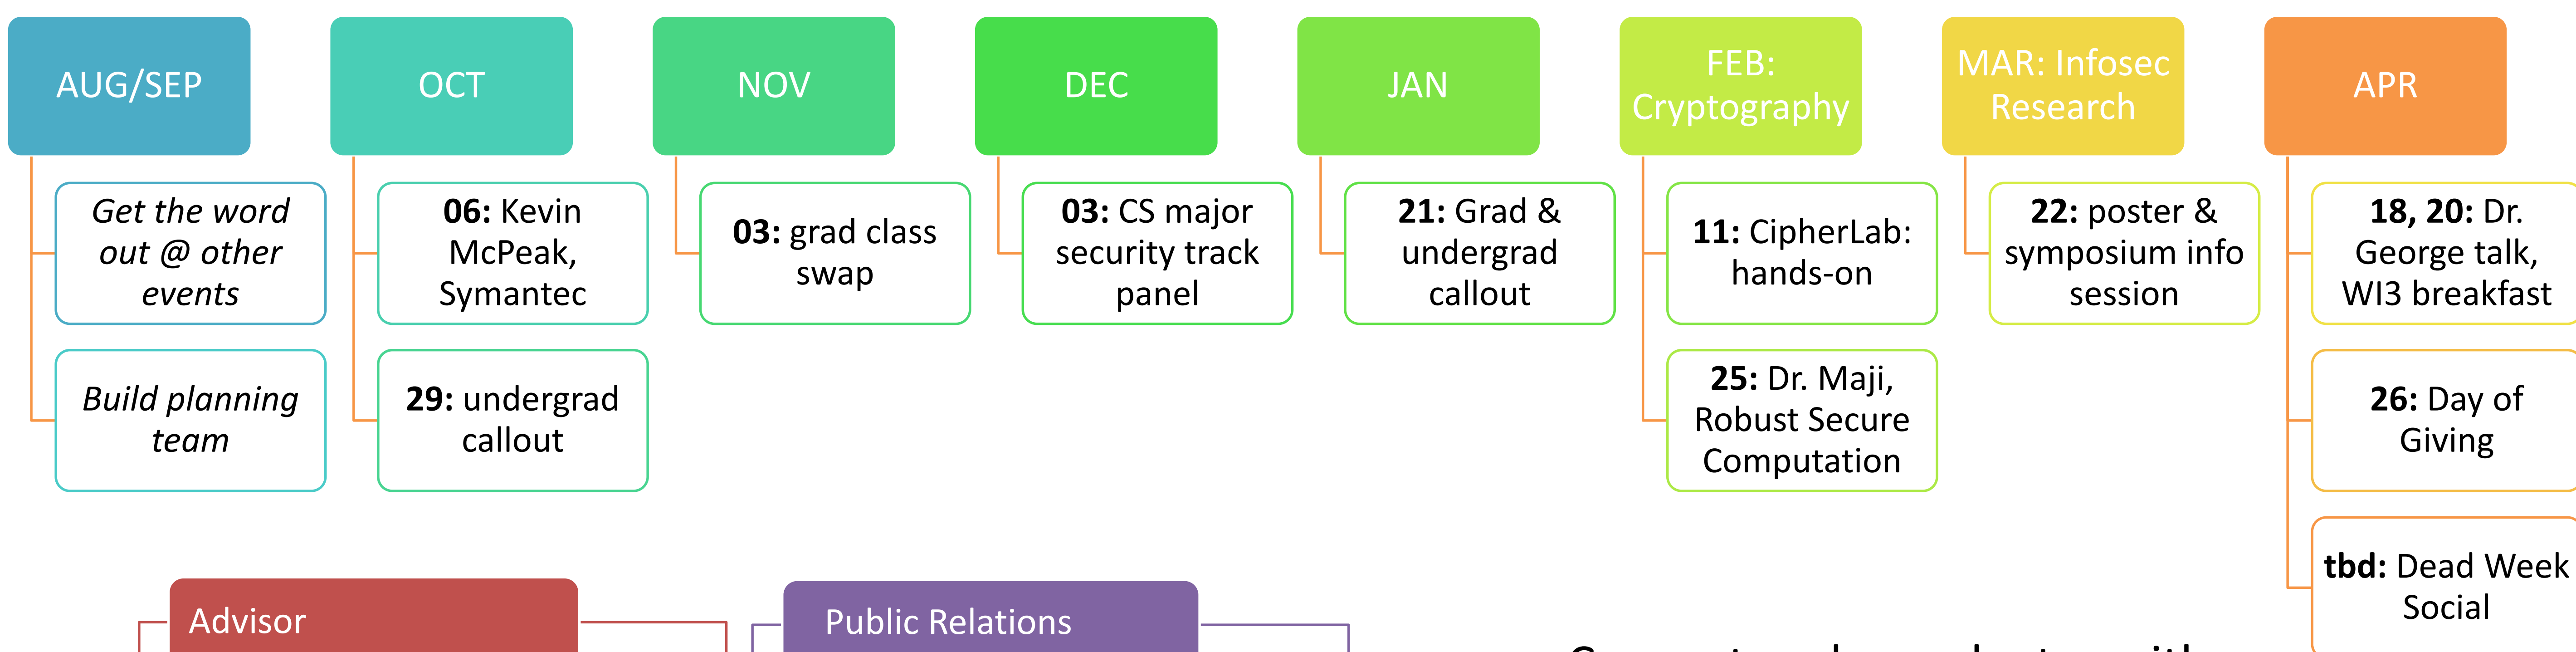 AUG/SEP
Get the word
out @ other
events
Build planning
team
OCT
06: Kevin
McPeak,
Symantec
29: undergrad
callout
NOV
03: grad class
swap
DEC
03: CS major
security track
panel
JAN
21: Grad &
undergrad
callout
FEB:
Cryptography
11: CipherLab:
hands-on
25: Dr. Maji,
Robust Secure
Computation
MAR: Infosec
Research
22: poster &
symposium info
session
APR
18, 20: Dr.
George talk,
WI3 breakfast
26: Day of
Giving
tbd: Dead Week
Social
Advisor
Public Relations